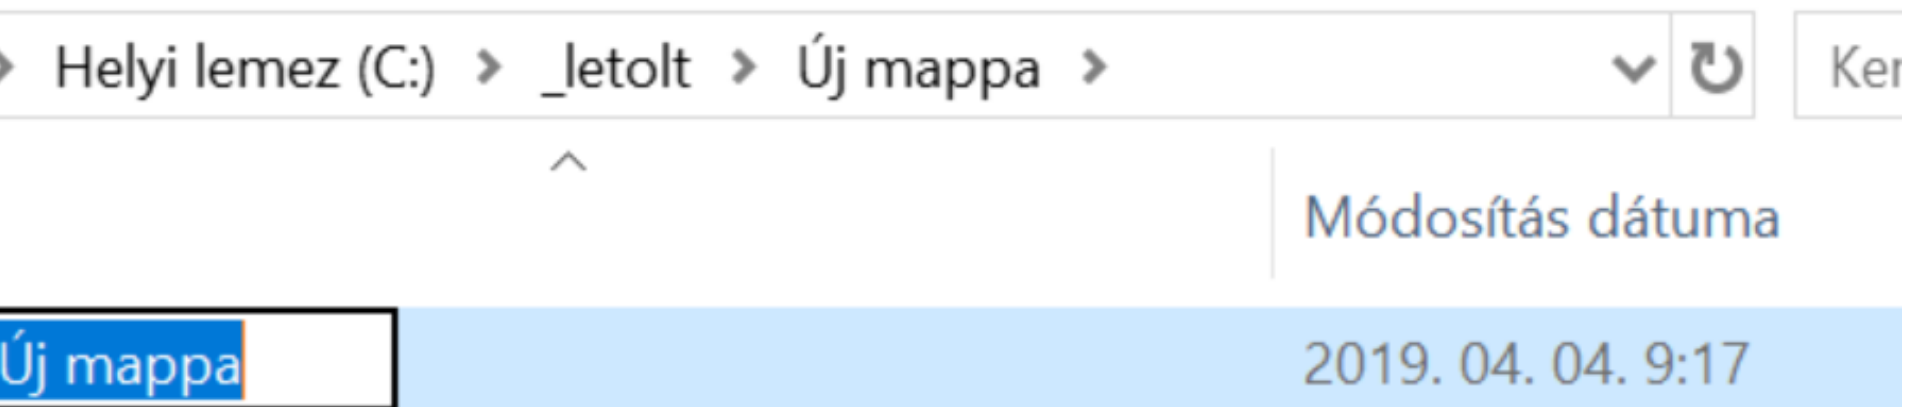 Helyi lemez (C:) > _letolt > Új mappa >
Módosítás dátuma
Új mappa 2019. 04. 04. 9:17